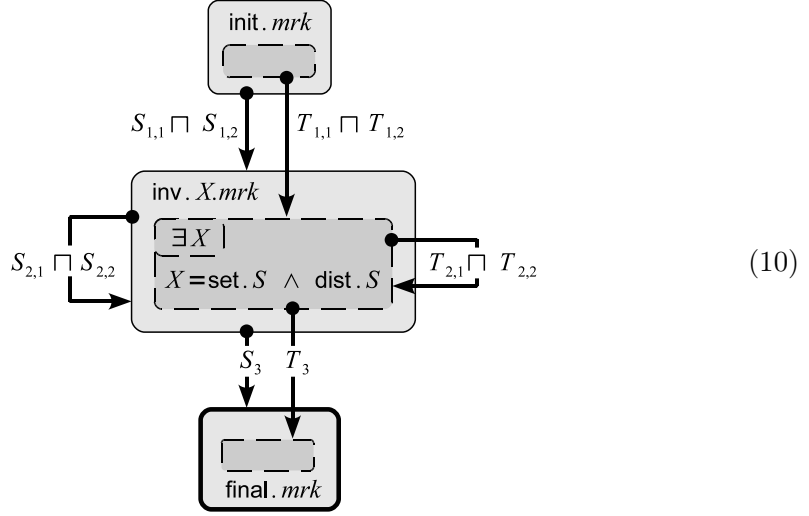 init.mrk
S1,1 ⊓ S1,2 T1,1 ⊓ T1,2
inv.X.mrk
∃X
S2,1 ⊓ S2,2 X=set.S ∧ dist.S T2,1 ⊓ T2,2 (10)
S3 T3
final.mrk